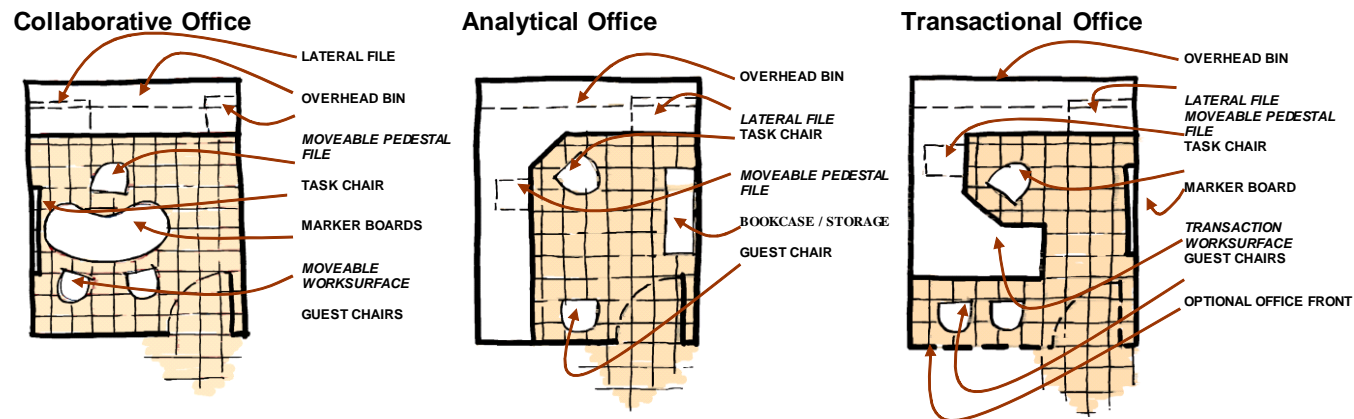 Collaborative Office
LATERAL FILE
OVERHEAD BIN
MOVEABLE PEDESTAL
FILE
TASK CHAIR
MARKER BOARDS
MOVEABLE
WORKSURFACE
GUEST CHAIRS
Analytical Office
OVERHEAD BIN
LATERAL FILE
TASK CHAIR
MOVEABLE PEDESTAL
FILE
BOOKCASE / STORAGE
GUEST CHAIR
Transactional Office
OVERHEAD BIN
LATERAL FILE
MOVEABLE PEDESTAL
FILE
TASK CHAIR
MARKER BOARD
TRANSACTION
WORKSURFACE
GUEST CHAIRS
OPTIONAL OFFICE FRONT